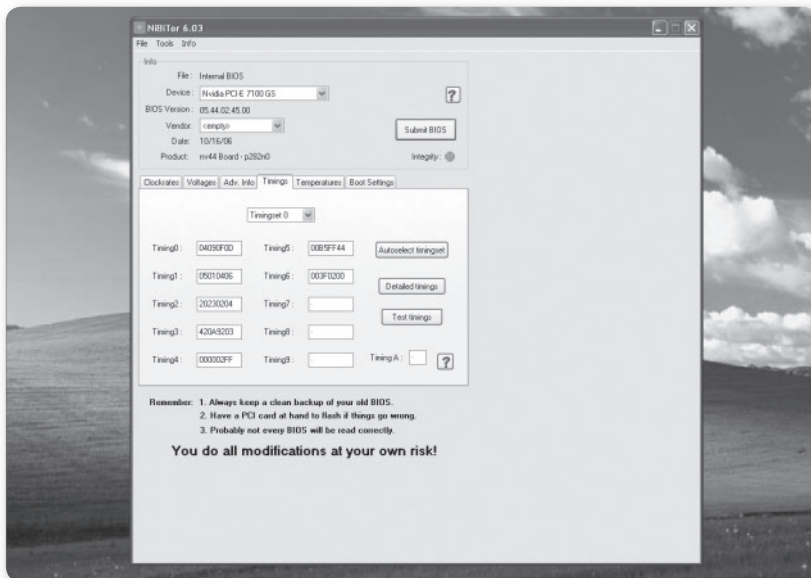 NiBiTor 6.03
File Tools Info
Info
File : Internal BIOS
Device : Nvidia PCI-E 7100 GS
?
BIOS Version : 05.44.02.45.00
Vendor: <empty>
Submit BIOS
Date: 10/16/06
Product: nv44 Board - p282n0
Integrity :
Clockrates Voltages Adv. Info Timings Temperatures Boot Settings
Timingset 0
Timing0 : 04090F0D Timing5 : 00B5FF44 Autoselect timingset
Timing1 : 05010406 Timing6 : 003F0200
Detailed timings
Timing2 : 20230204 Timing7 : -
Test timings
Timing3 : 420A9203 Timing8 : -
Timing4 : 000002FF Timing9 : - Timing A : - ?
Remember: 1. Always keep a clean backup of your old BIOS.
2. Have a PCI card at hand to flash if things go wrong.
3. Probably not every BIOS will be read correctly.
You do all modifications at your own risk!